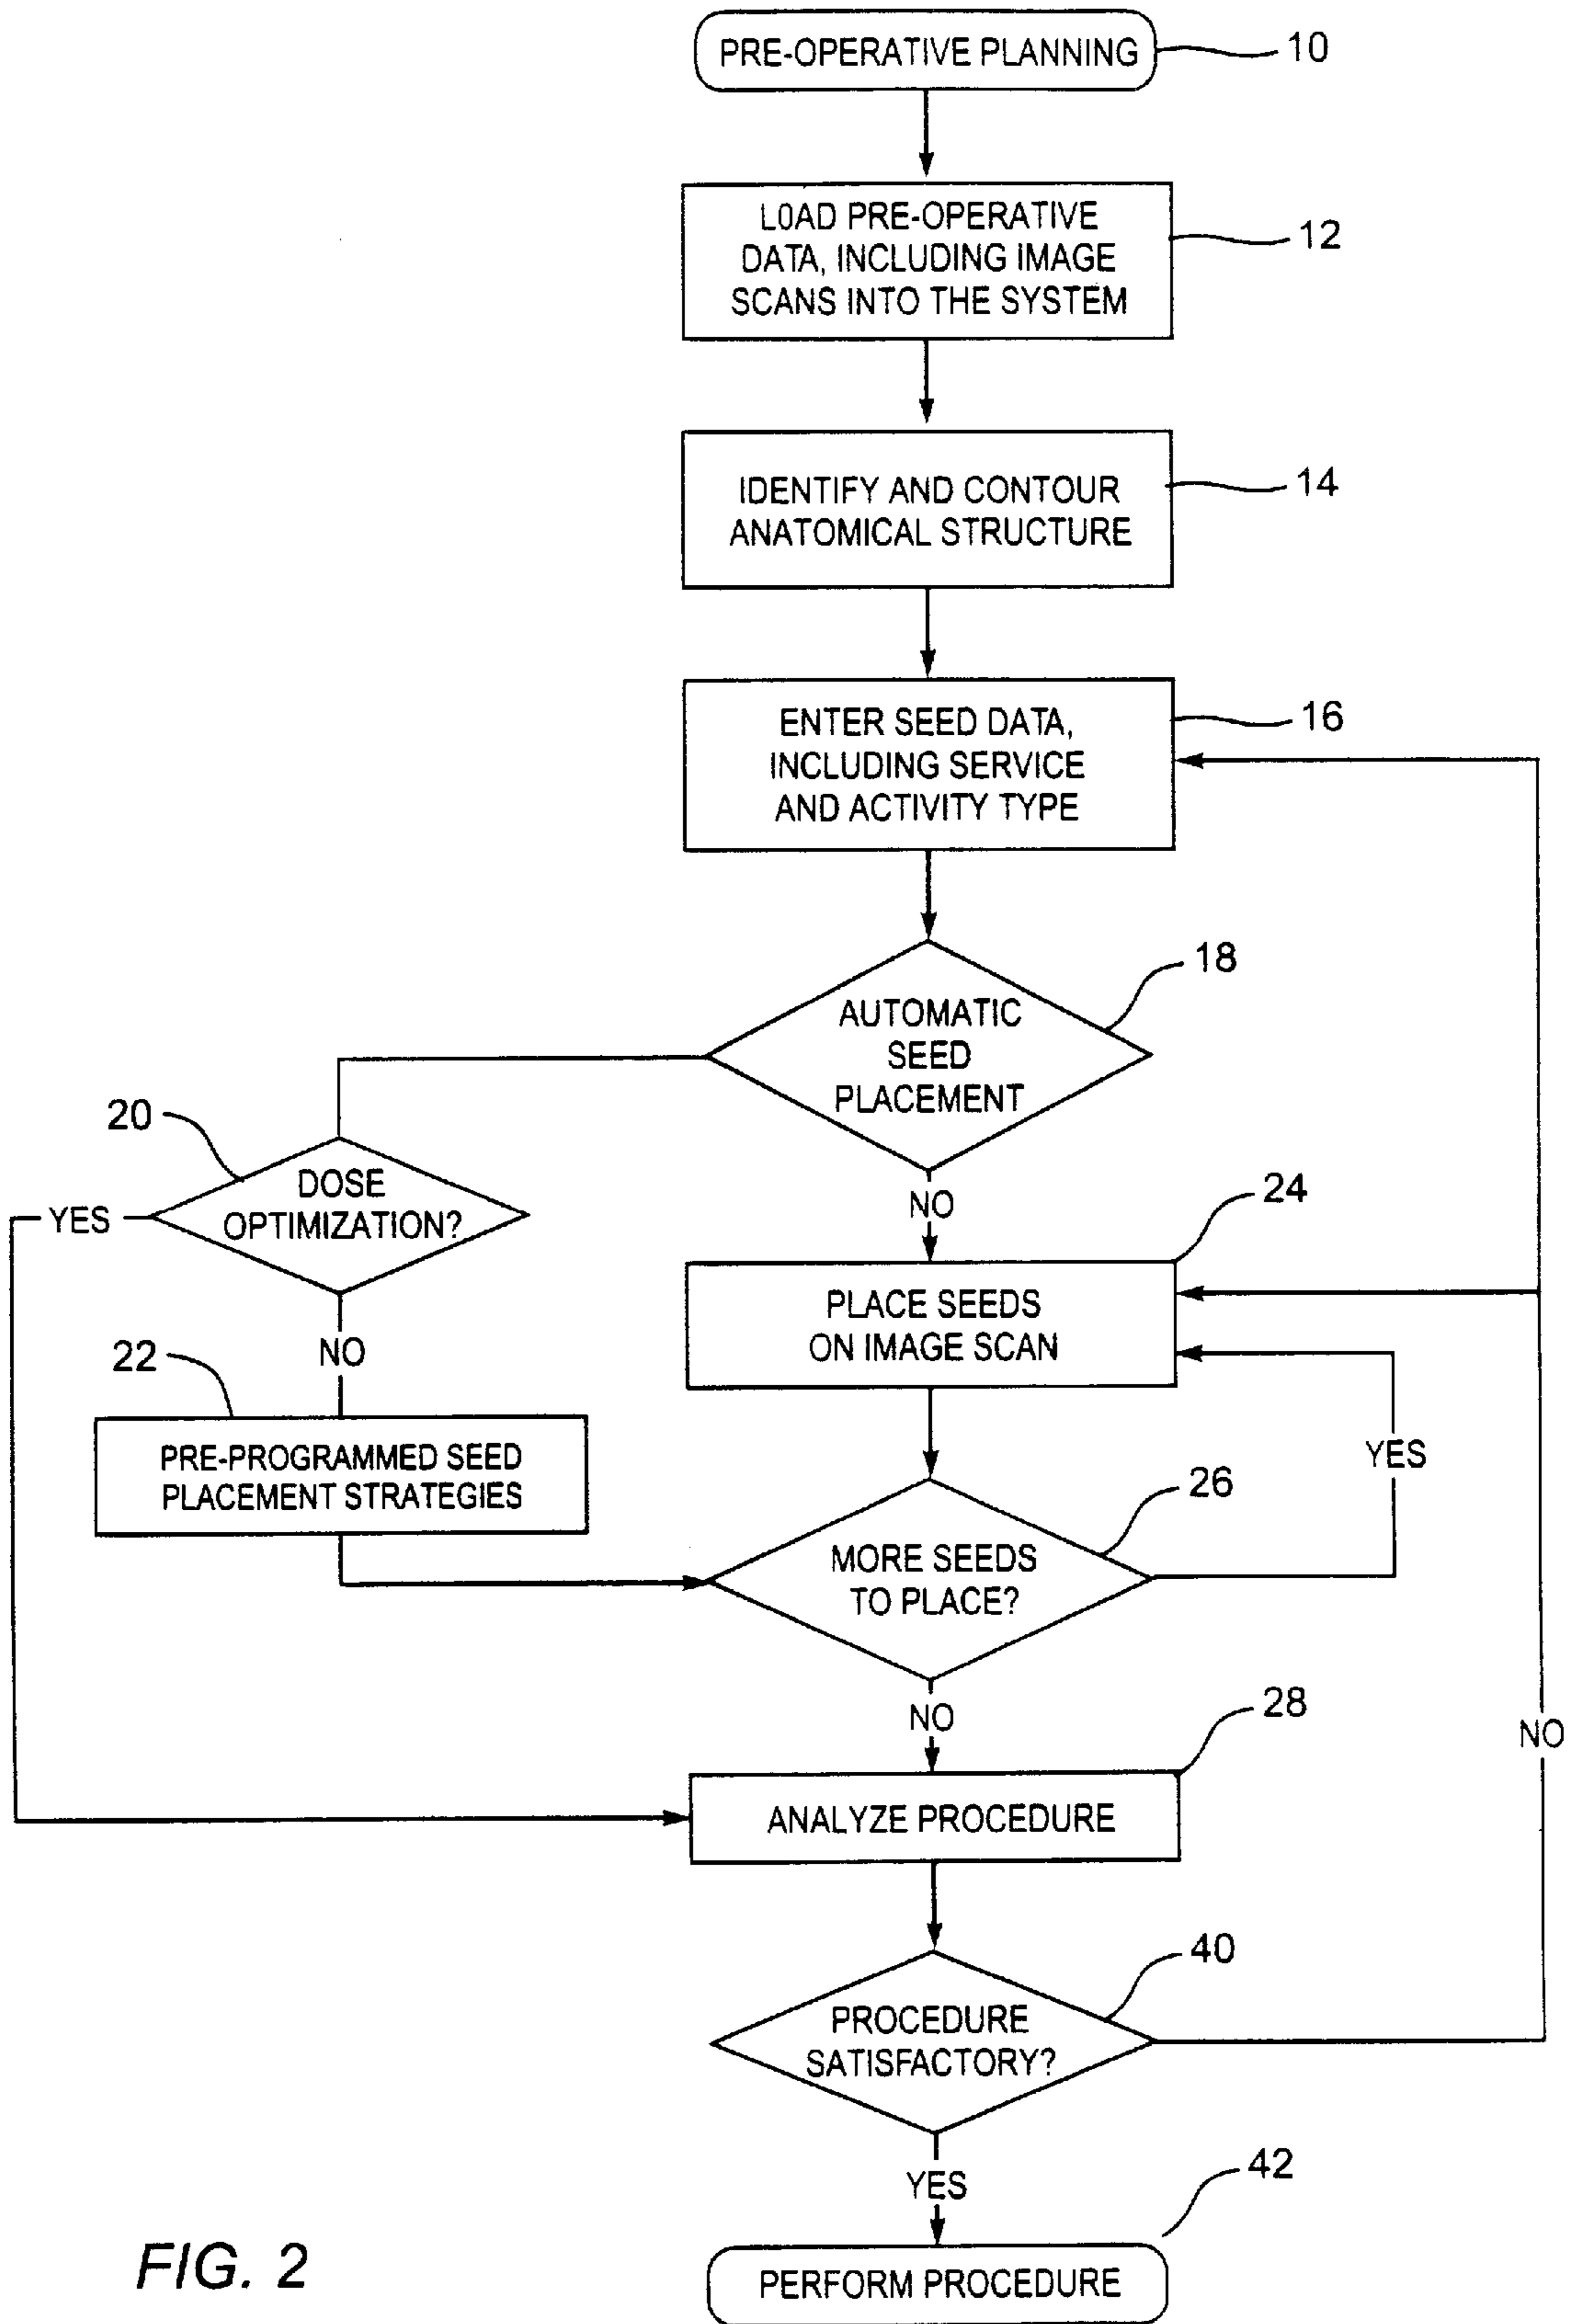 PRE-OPERATIVE PLANNING
10
L0AD PRE-OPERATIVE
DATA, INCLUDING IMAGE
SCANS INTO THE SYSTEM
12
IDENTIFY AND CONTOUR
ANATOMICAL STRUCTURE
14
ENTER SEED DATA,
INCLUDING SERVICE
AND ACTIVITY TYPE
16
AUTOMATIC
SEED
PLACEMENT
18
20
DOSE
OPTIMIZATION?
YES
NO
NO
24
PLACE SEEDS
ON IMAGE SCAN
22
PRE-PROGRAMMED SEED
PLACEMENT STRATEGIES
YES
26
MORE SEEDS
TO PLACE?
NO
28
NO
ANALYZE PROCEDURE
40
PROCEDURE
SATISFACTORY?
YES
42
PERFORM PROCEDURE
FIG. 2